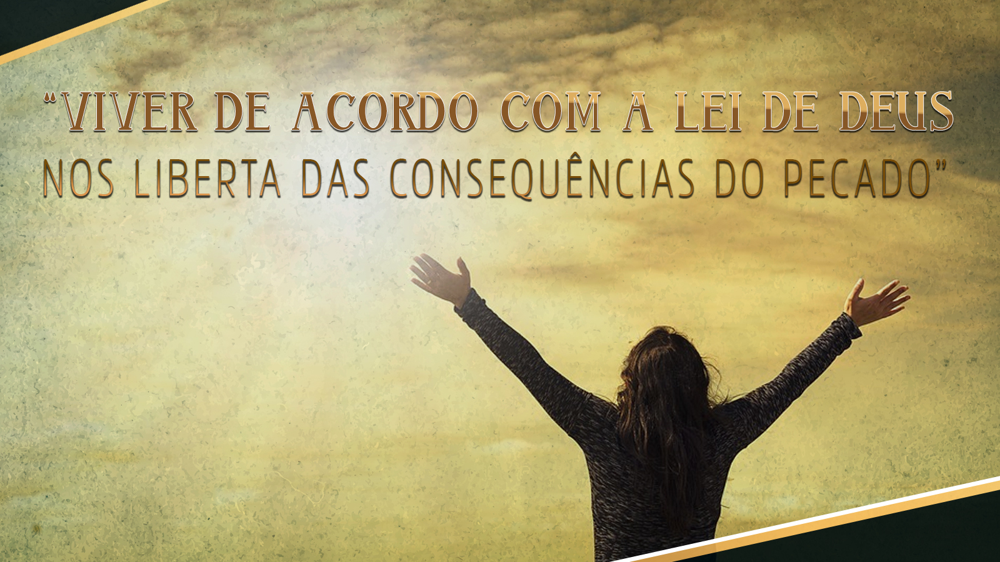 “VIVER DE ACORDO COM A LEI DE DEUS
NOS LIBERTA DAS CONSEQUÊNCIAS DO PECADO”